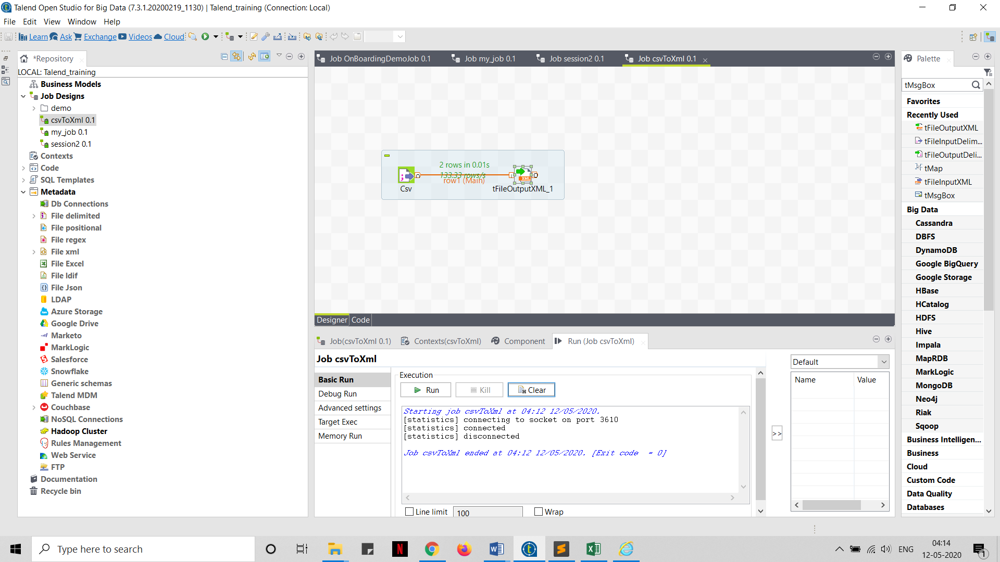 Talend Open Studio for Big Data (7.3.1.20200219_1130) | Talend_training (Connection: Local)
File Edit View Window Help
Learn Ask Exchange Videos Cloud
*Repository
LOCAL: Talend_training
Business Models
Job Designs
demo
csvToXml 0.1
my_job 0.1
session2 0.1
Contexts
Code
SQL Templates
Metadata
Db Connections
File delimited
File positional
File regex
File xml
File Excel
File ldif
File Json
LDAP
Azure Storage
Google Drive
Marketo
MarkLogic
Salesforce
Snowflake
Generic schemas
Talend MDM
Couchbase
NoSQL Connections
Hadoop Cluster
Rules Management
Web Service
FTP
Documentation
Recycle bin
Job OnBoardingDemoJob 0.1 Job my_job 0.1 Job session2 0.1 Job csvToXml 0.1
2 rows in 0.01s
133.33 rows/s
row1 (Main)
XML
Csv tFileOutputXML_1
Designer Code
Job(csvToXml 0.1) Contexts(csvToXml) Component Run (Job csvToXml)
Job csvToXml
Basic Run
Debug Run
Advanced settings
Target Exec
Memory Run
Execution
Run Kill Clear
Starting job csvToXml at 04:12 12/05/2020.
[statistics] connecting to socket on port 3610
[statistics] connected
[statistics] disconnected
Job csvToXml ended at 04:12 12/05/2020. [Exit code  = 0]
Line limit 100 Wrap
>>
Default
Name Value
Palette
tMsgBox
Favorites
Recently Used
tFileOutputXML
tFileInputDelim...
tFileOutputDeli...
tMap
tFileInputXML
tMsgBox
Big Data
Cassandra
DBFS
DynamoDB
Google BigQuery
Google Storage
HBase
HCatalog
HDFS
Hive
Impala
MapRDB
MarkLogic
MongoDB
Neo4j
Riak
Sqoop
Business Intelligen...
Business
Cloud
Custom Code
Data Quality
Databases
Type here to search
ENG
04:14
12-05-2020
1